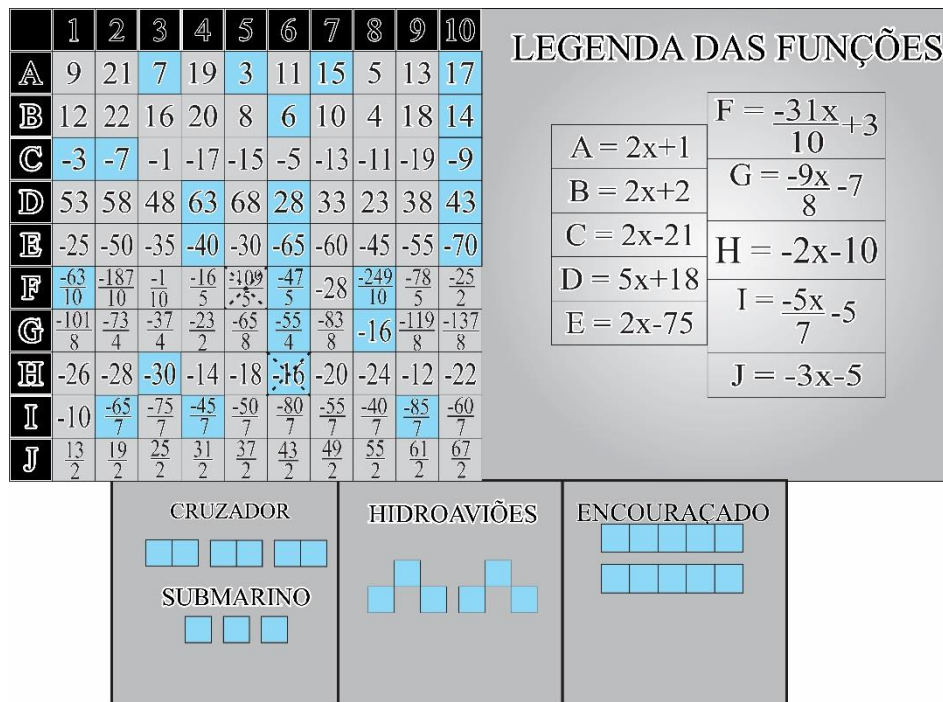 1 2 3 4 5 6 7 8 9 10
A 9 21 7 19 3 11 15 5 13 17
B 12 22 16 20 8 6 10 4 18 14
C -3 -7 -1 -17 -15 -5 -13 -11 -19 -9
D 53 58 48 63 68 28 33 23 38 43
E -25 -50 -35 -40 -30 -65 -60 -45 -55 -70
F -63/10 -187/10 -1/10 -16/5 -109/5 -47/5 -28 -249/10 -78/5 -25/2
G -101/8 -73/4 -37/4 -23/2 -65/8 -55/4 -83/8 -16 -119/8 -137/8
H -26 -28 -30 -14 -18 -16 -20 -24 -12 -22
I -10 -65/7 -75/7 -45/7 -50/7 -80/7 -55/7 -40/7 -85/7 -60/7
J 13/2 19/2 25/2 31/2 37/2 43/2 49/2 55/2 61/2 67/2
LEGENDA DAS FUNÇÕES
A = 2x+1
B = 2x+2
C = 2x-21
D = 5x+18
E = 2x-75
F = -31x/10+3
G = -9x/8-7
H = -2x-10
I = -5x/7-5
J = -3x-5
CRUZADOR
SUBMARINO
HIDROAVIÕES
ENCOURAÇADO